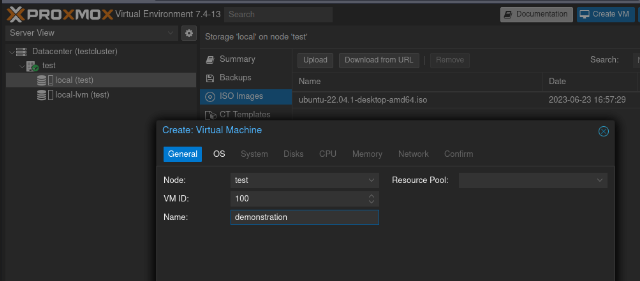 PROXMOX Virtual Environment 7.4-13
Documentation
Create VM
Server View
Storage 'local' on node 'test'
Datacenter (testcluster)
test
local (test)
local-lvm (test)
Summary
Backups
ISO Images
CT Templates
Upload
Download from URL
Remove
Search:
Name
Date
ubuntu-22.04.1-desktop-amd64.iso
2023-06-23 16:57:29
Create: Virtual Machine
General OS System Disks CPU Memory Network Confirm
Node: test
Resource Pool:
VM ID: 100
Name: demonstration